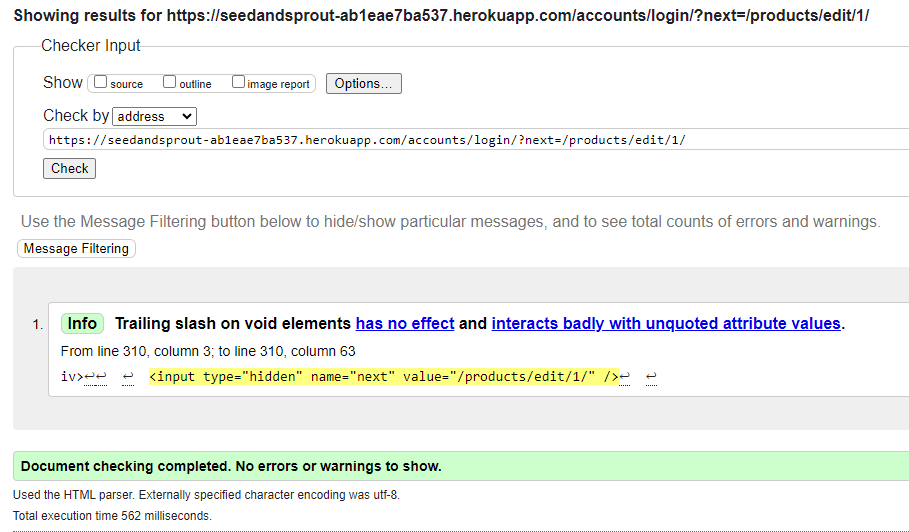 Showing results for https://seedandsprout-ab1eae7ba537.herokuapp.com/accounts/login/?next=/products/edit/1/
Checker Input
Show source outline image report Options...
Check by address
https://seedandsprout-ab1eae7ba537.herokuapp.com/accounts/login/?next=/products/edit/1/
Check
Use the Message Filtering button below to hide/show particular messages, and to see total counts of errors and warnings.
Message Filtering
1. Info Trailing slash on void elements has no effect and interacts badly with unquoted attribute values.
From line 310, column 3; to line 310, column 63
iv>↩↩ ↩ <input type="hidden" name="next" value="/products/edit/1/" />↩ ↩
Document checking completed. No errors or warnings to show.
Used the HTML parser. Externally specified character encoding was utf-8.
Total execution time 562 milliseconds.